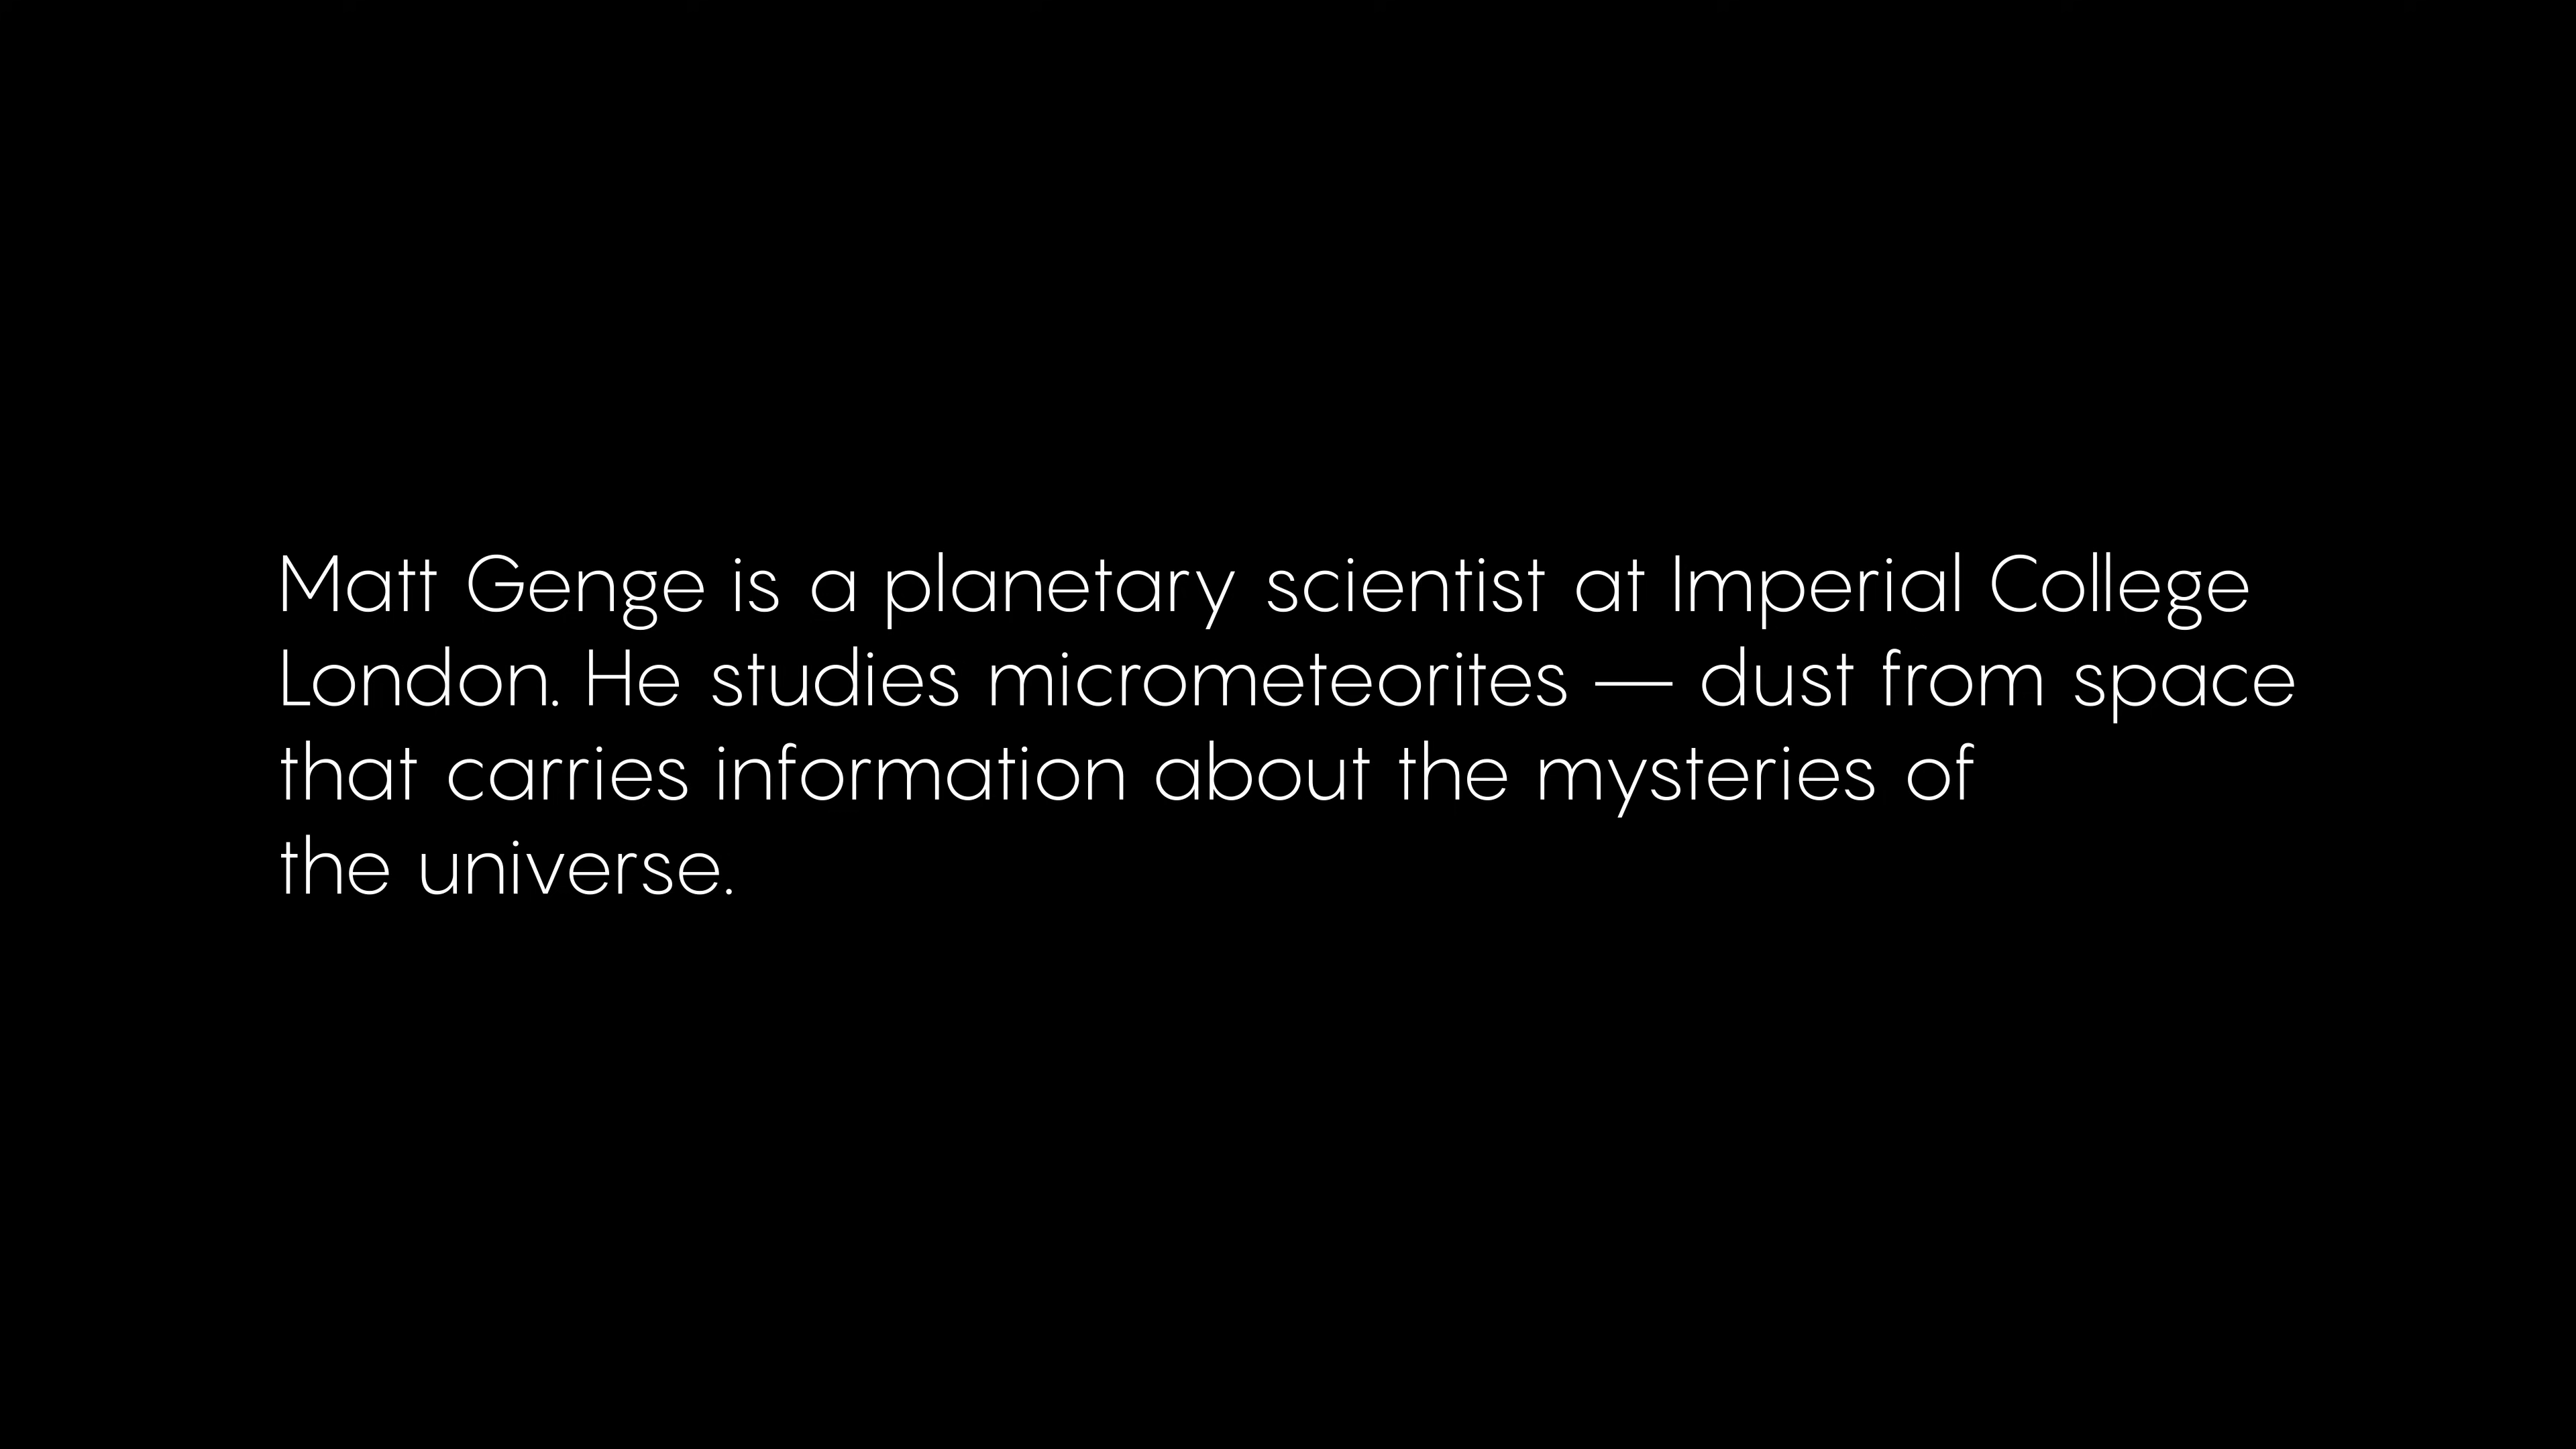 Matt Genge is a planetary scientist at Imperial College
London. He studies micrometeorites — dust from space
that carries information about the mysteries of
the universe.